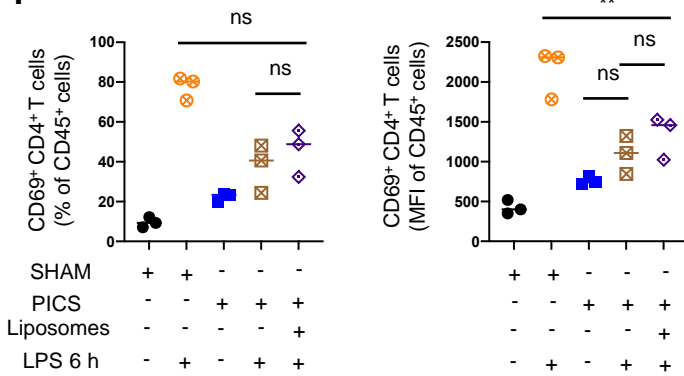 ns
ns
CD69+ CD4+ T cells
(% of CD45+ cells)
100
80
60
40
20
0
**
ns
ns
CD69+ CD4+ T cells
(MFI of CD45+ cells)
2500
2000
1500
1000
500
0
SHAM + + - - - + + - - -
PICS - - + + + - - + + +
Liposomes - - - - + - - - - +
LPS 6 h - + - + + - + - + +